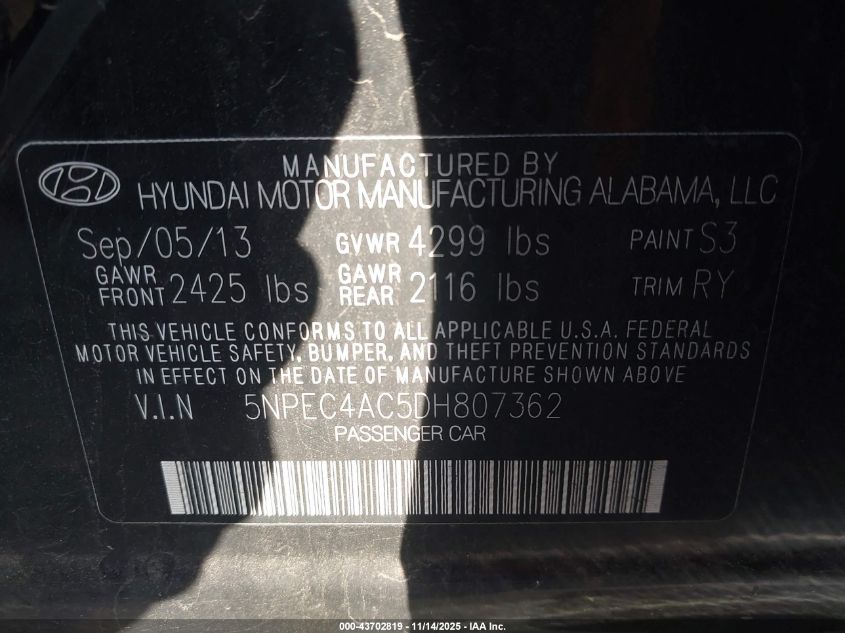 MANUFACTURED BY
HYUNDAI MOTOR MANUFACTURING ALABAMA, LLC
Sep/05/13 GVWR 4299 lbs PAINT S3
GAWR FRONT 2425 lbs GAWR REAR 2116 lbs TRIM RY
THIS VEHICLE CONFORMS TO ALL APPLICABLE U.S.A. FEDERAL
MOTOR VEHICLE SAFETY, BUMPER, AND THEFT PREVENTION STANDARDS
IN EFFECT ON THE DATE OF MANUFACTURE SHOWN ABOVE
V.I.N 5NPEC4AC5DH807362
PASSENGER CAR
000-43702819 | 11/14/2025 - IAA Inc.